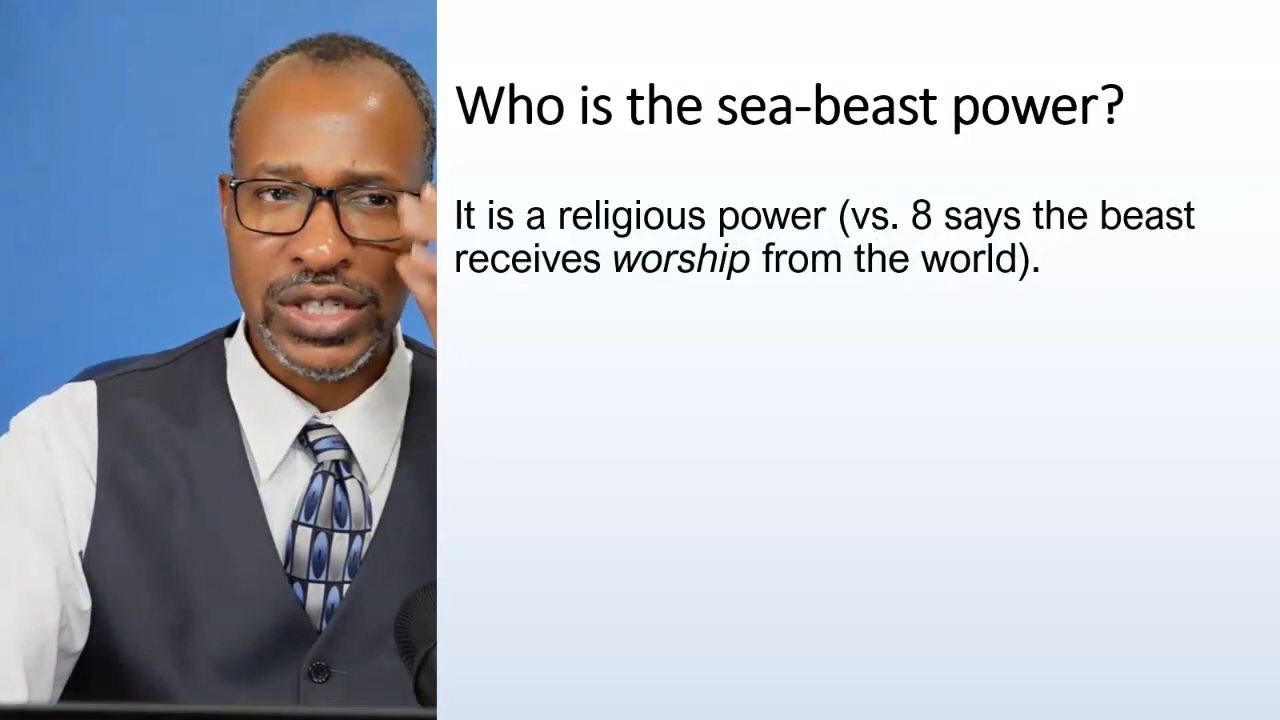 Who is the sea-beast power?
It is a religious power (vs. 8 says the beast
receives worship from the world).